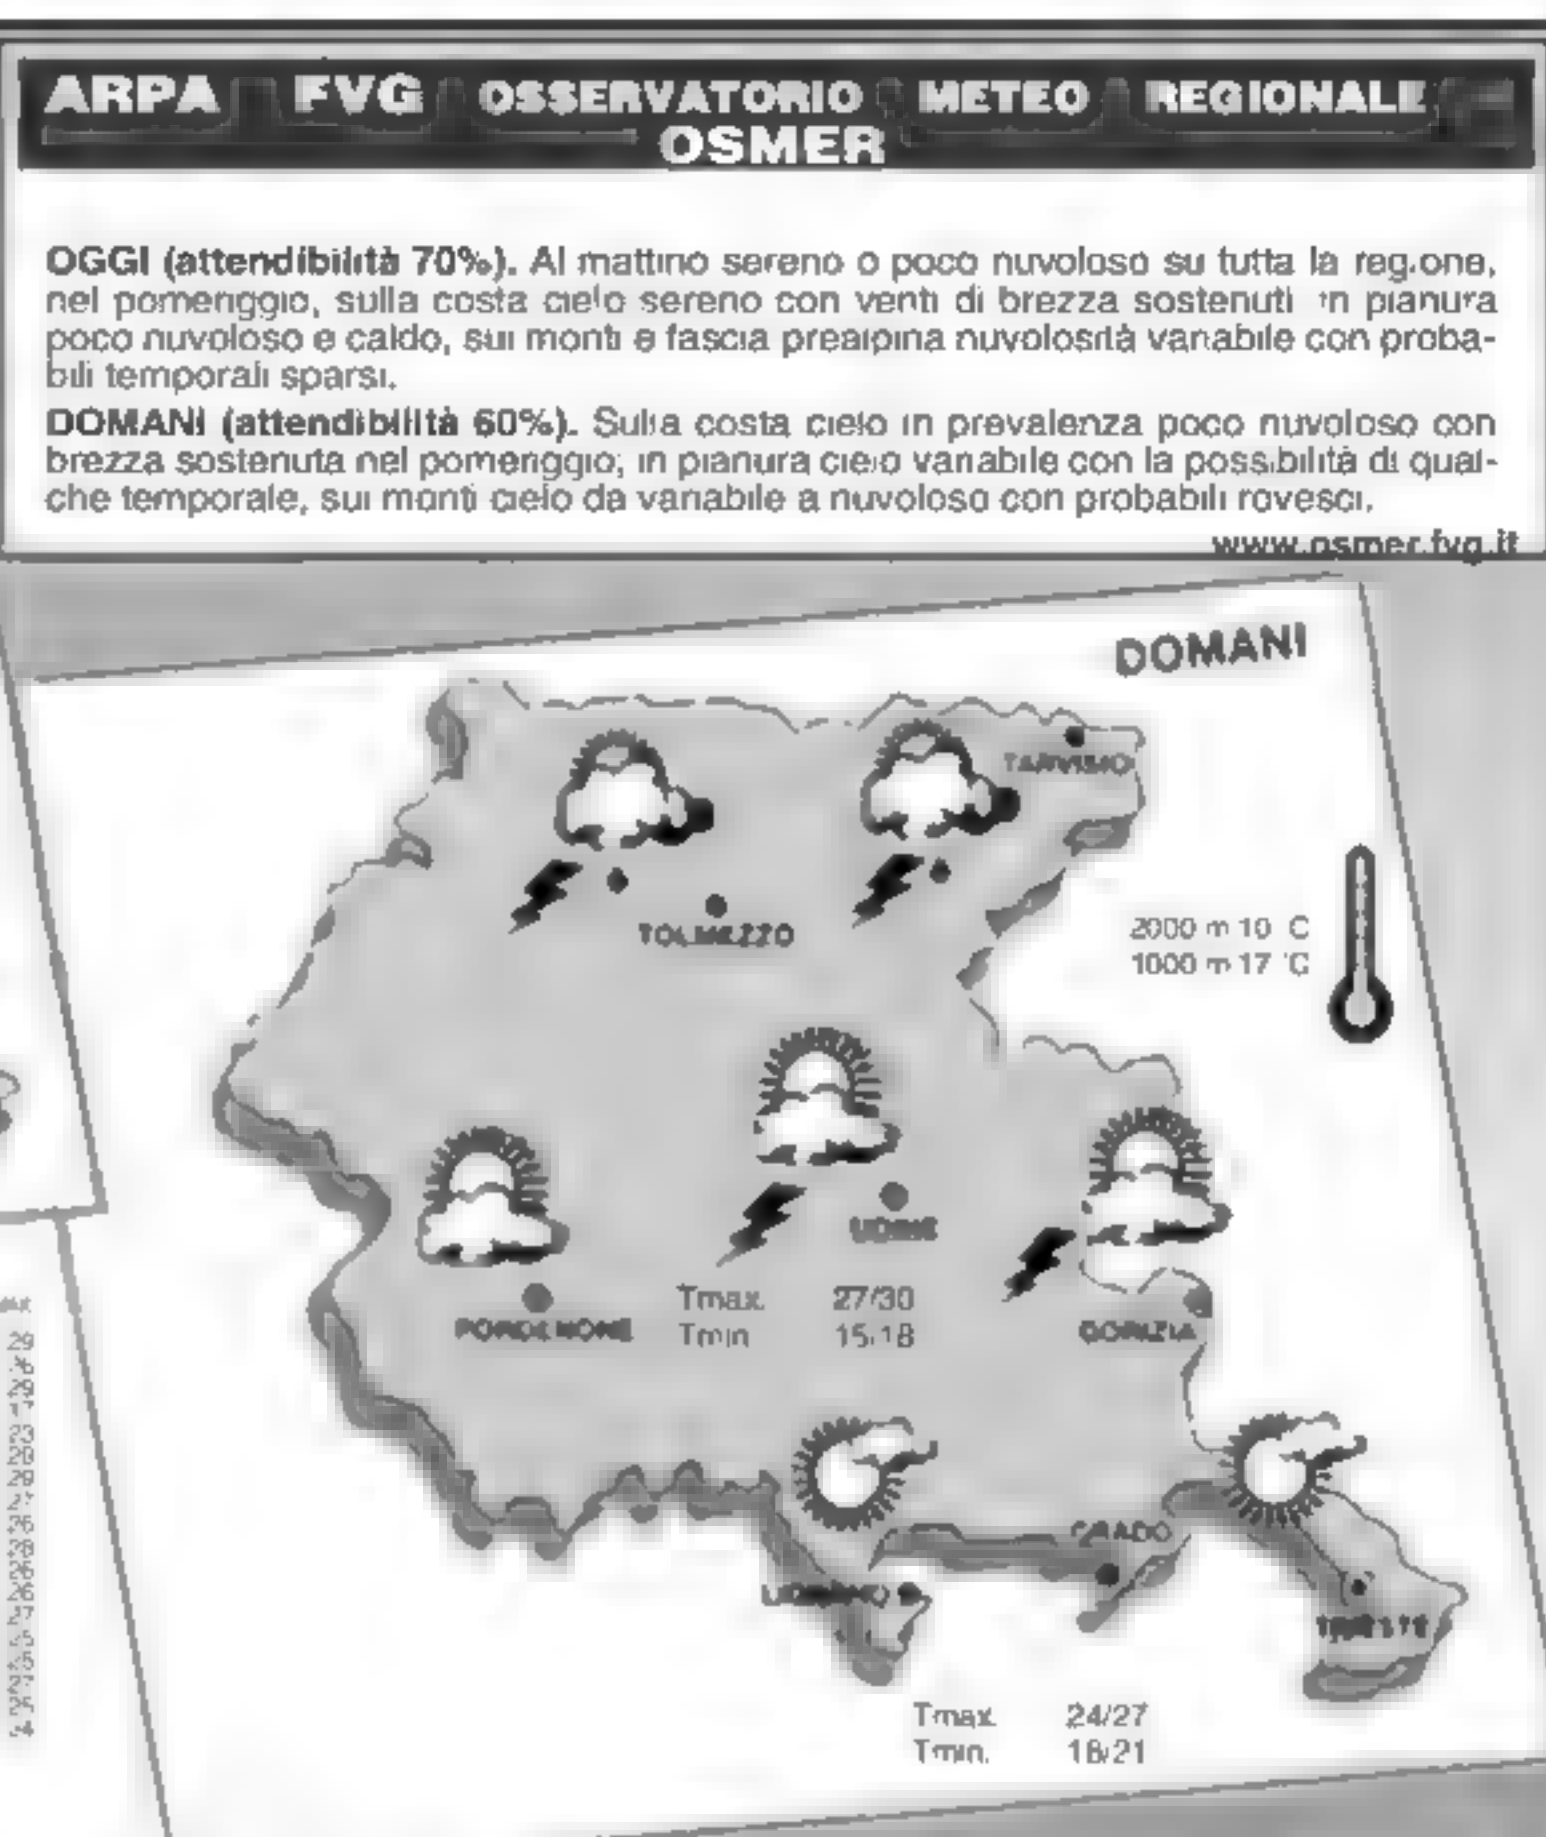 ARPA FVG OSSERVATORIO METEO REGIONALE
OSMER
OGGI (attendibilità 70%). Al mattino sereno o poco nuvoloso su tutta la regione,
nel pomeriggio, sulla costa cielo sereno con venti di brezza sostenuti in pianura
poco nuvoloso e caldo, sui monti e fascia prealpina nuvolosità variabile con proba-
bili temporali sparsi.
DOMANI (attendibilità 60%). Sulla costa cielo in prevalenza poco nuvoloso con
brezza sostenuta nel pomeriggio; in pianura cielo variabile con la possibilità di qual-
che temporale, sui monti cielo da variabile a nuvoloso con probabili rovesci.
www.osmer.fvg.it
DOMANI
TARVISIO
TOLMEZZO
2000 m 10 °C
1000 m 17 °C
UDINE
PORDENONE
Tmax. 27/30
Tmin. 15/18
GORIZIA
GRADO
LIGNANO
TRIESTE
Tmax. 24/27
Tmin. 18/21